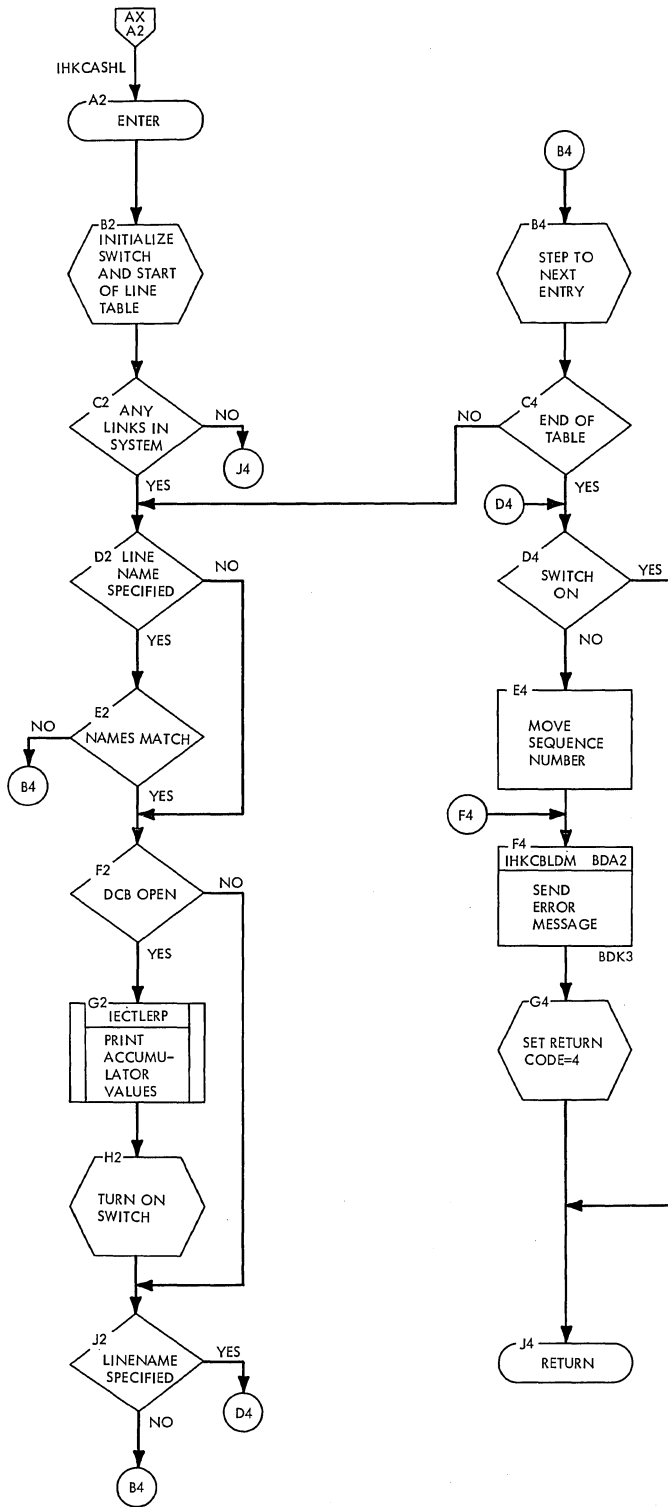 AX
A2
IHKCASHL
A2
ENTER
B2
INITIALIZE
SWITCH
AND START
OF LINE
TABLE
C2
ANY
LINKS IN
SYSTEM
NO
J4
YES
D2
LINE
NAME
SPECIFIED
NO
YES
E2
NAMES MATCH
NO
B4
YES
F2
DCB OPEN
NO
YES
G2
IECTLERP
PRINT
ACCUMU-
LATOR
VALUES
H2
TURN ON
SWITCH
J2
LINENAME
SPECIFIED
YES
D4
NO
B4
B4
B4
STEP TO
NEXT
ENTRY
C4
END OF
TABLE
NO
YES
D4
D4
SWITCH
ON
YES
NO
E4
MOVE
SEQUENCE
NUMBER
F4
F4
IHKCBLDM BDA2
SEND
ERROR
MESSAGE
BDK3
G4
SET RETURN
CODE=4
J4
RETURN